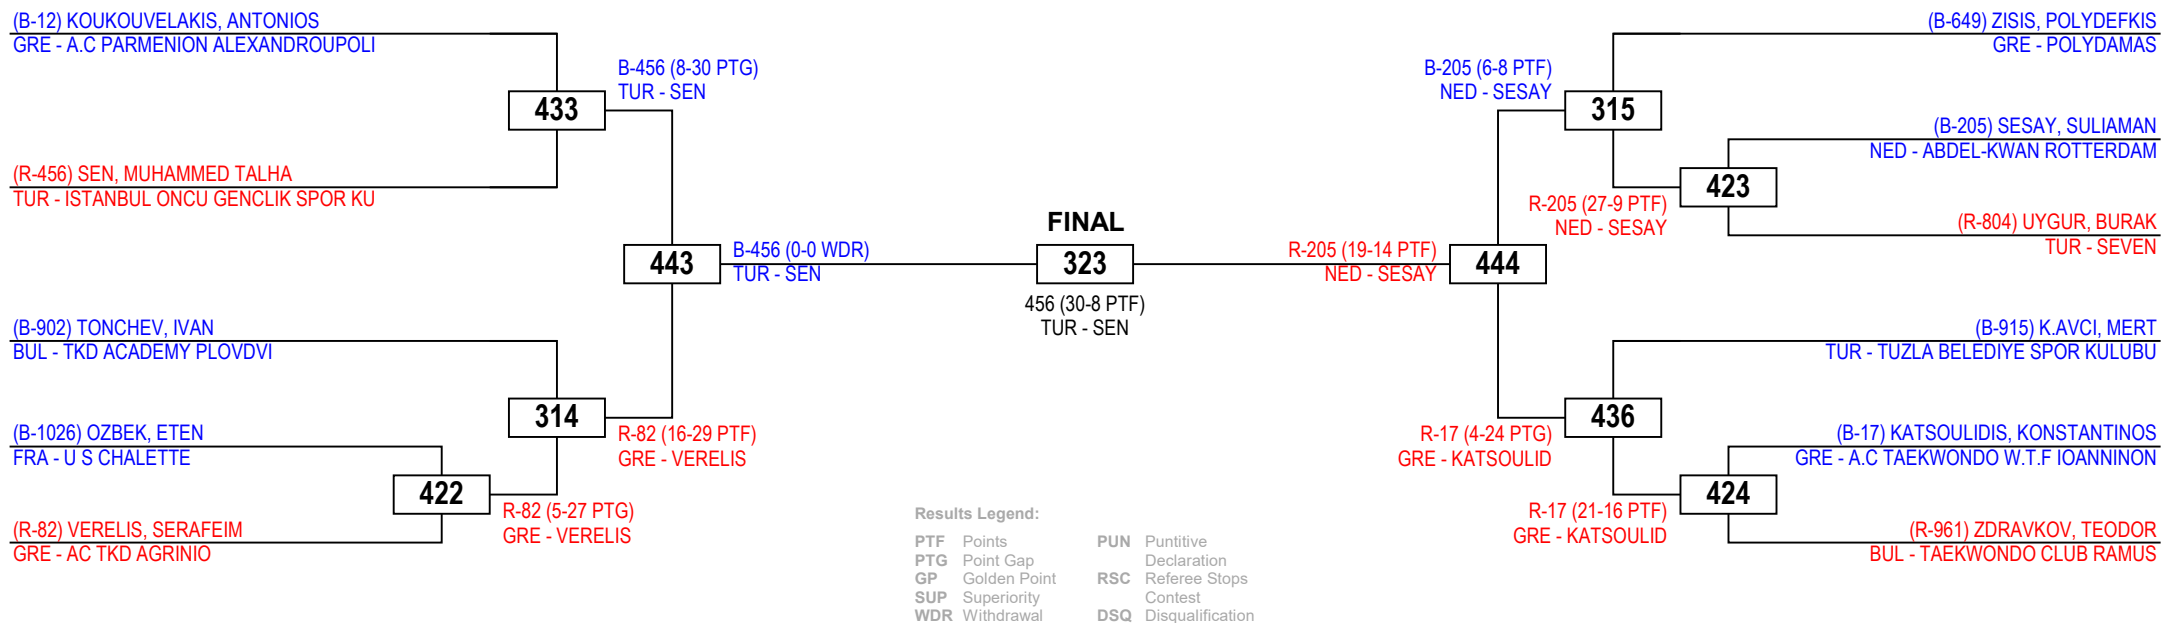 (B-12) KOUKOUVELAKIS, ANTONIOS
GRE - A.C PARMENION ALEXANDROUPOLI
B-456 (8-30 PTG)
TUR - SEN
433
(R-456) SEN, MUHAMMED TALHA
TUR - ISTANBUL ONCU GENCLIK SPOR KU
443
B-456 (0-0 WDR)
TUR - SEN
(B-902) TONCHEV, IVAN
BUL - TKD ACADEMY PLOVDVI
314
R-82 (16-29 PTF)
GRE - VERELIS
(B-1026) OZBEK, ETEN
FRA - U S CHALETTE
422
R-82 (5-27 PTG)
GRE - VERELIS
(R-82) VERELIS, SERAFEIM
GRE - AC TKD AGRINIO
FINAL
323
456 (30-8 PTF)
TUR - SEN
(B-649) ZISIS, POLYDEFKIS
GRE - POLYDAMAS
B-205 (6-8 PTF)
NED - SESAY
315
(B-205) SESAY, SULIAMAN
NED - ABDEL-KWAN ROTTERDAM
423
R-205 (27-9 PTF)
NED - SESAY
(R-804) UYGUR, BURAK
TUR - SEVEN
R-205 (19-14 PTF)
NED - SESAY
444
(B-915) K.AVCI, MERT
TUR - TUZLA BELEDIYE SPOR KULUBU
436
R-17 (4-24 PTG)
GRE - KATSOULID
(B-17) KATSOULIDIS, KONSTANTINOS
GRE - A.C TAEKWONDO W.T.F IOANNINON
424
R-17 (21-16 PTF)
GRE - KATSOULID
(R-961) ZDRAVKOV, TEODOR
BUL - TAEKWONDO CLUB RAMUS
Results Legend:
PTF Points
PTG Point Gap
GP Golden Point
SUP Superiority
WDR Withdrawal
PUN Puntitive
Declaration
RSC Referee Stops
Contest
DSQ Disqualification